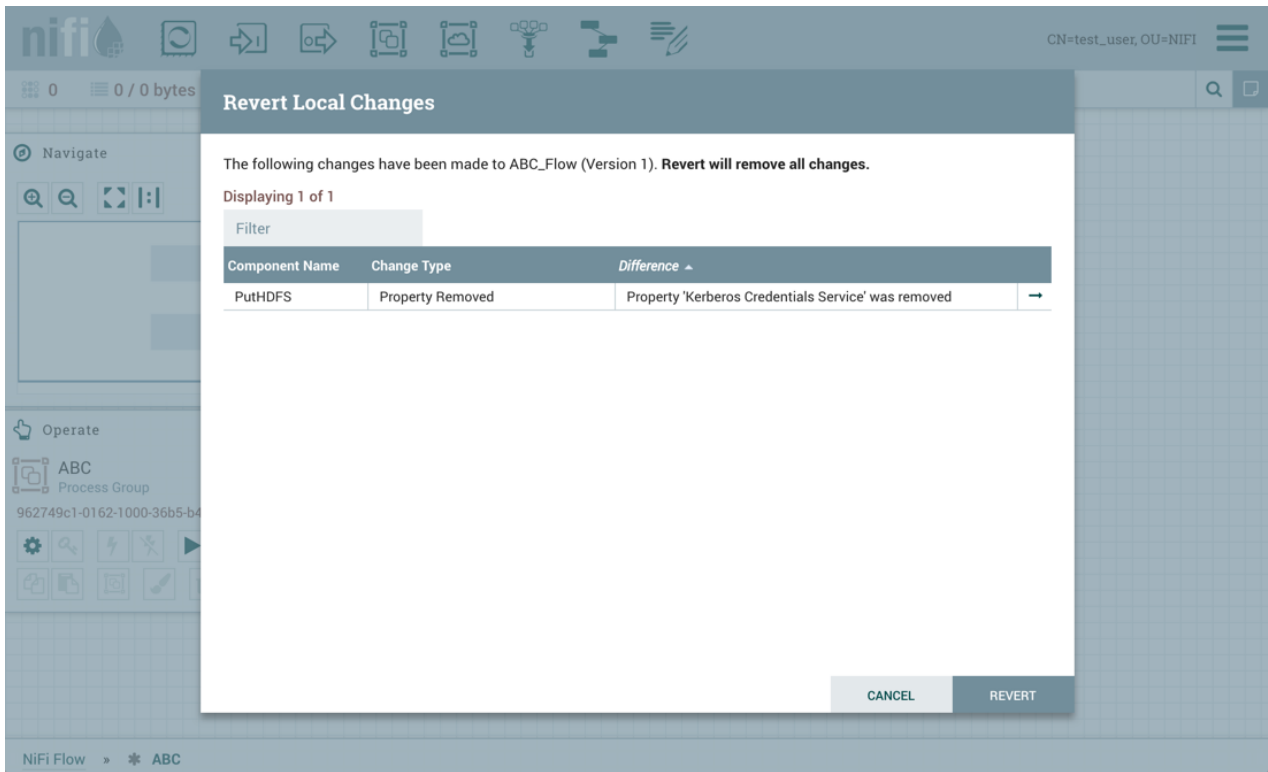 nifi
CN=test_user, OU=NIFI
0 0 / 0 bytes
Revert Local Changes
Navigate
The following changes have been made to ABC_Flow (Version 1). Revert will remove all changes.
Displaying 1 of 1
Filter
Component Name Change Type Difference
PutHDFS Property Removed Property 'Kerberos Credentials Service' was removed
Operate
ABC
Process Group
962749c1-0162-1000-36b5-b4
CANCEL REVERT
NiFi Flow » ✱ ABC